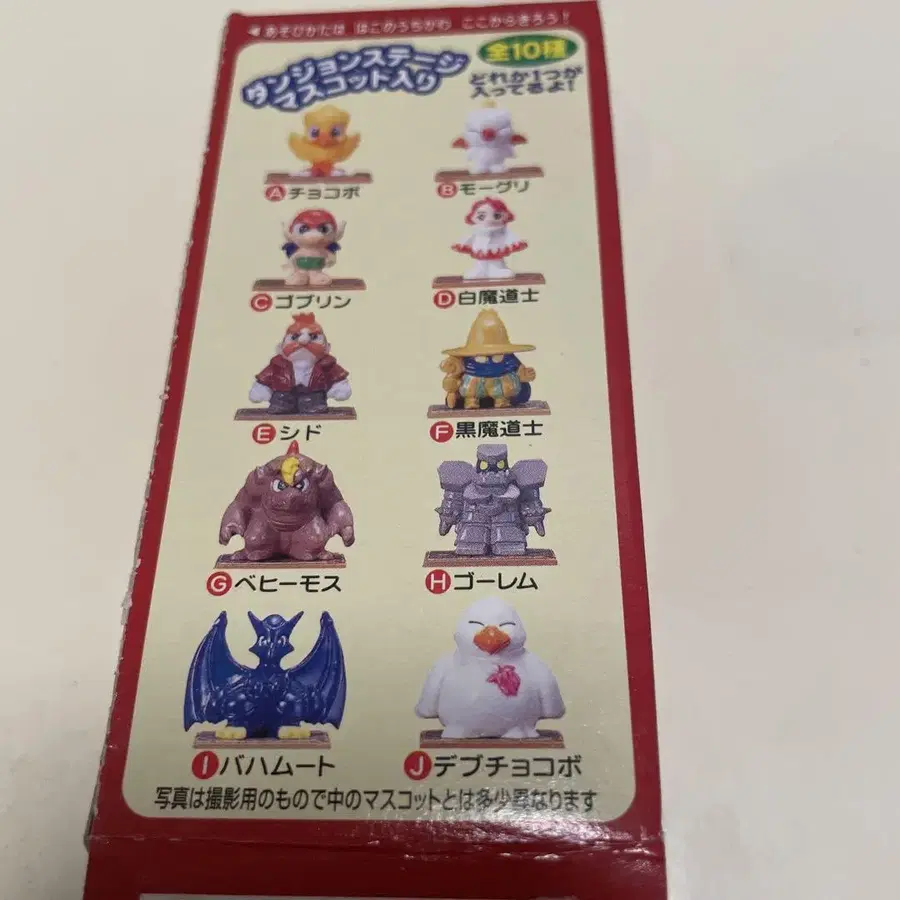 ◀あそびかたは はこのうちがわ ここからきろう！
ダンジョンステージ
マスコット入り
全10種
どれか1つが
入ってるよ！
Ⓐチョコボ
Ⓑモーグリ
Ⓒゴブリン
Ⓓ白魔道士
Ⓔシド
Ⓕ黒魔道士
Ⓖベヒーモス
Ⓗゴーレム
Ⓘバハムート
Ⓙデブチョコボ
写真は撮影用のもので中のマスコットとは多少異なります